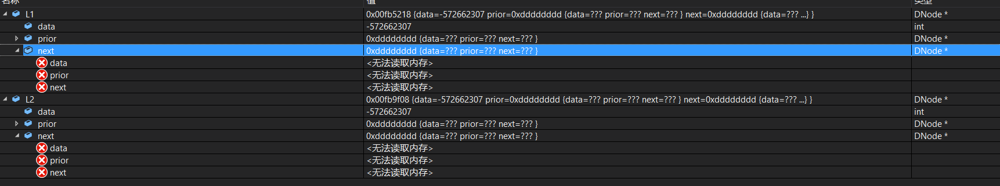 名称 值 类型
L1 0x00fb5218 {data=-572662307 prior=0xdddddddd {data=??? prior=??? next=??? } next=0xdddddddd {data=??? ...} } DNode *
data -572662307 int
prior 0xdddddddd {data=??? prior=??? next=??? } DNode *
next 0xdddddddd {data=??? prior=??? next=??? } DNode *
data <无法读取内存>
prior <无法读取内存>
next <无法读取内存>
L2 0x00fb9f08 {data=-572662307 prior=0xdddddddd {data=??? prior=??? next=??? } next=0xdddddddd {data=??? ...} } DNode *
data -572662307 int
prior 0xdddddddd {data=??? prior=??? next=??? } DNode *
next 0xdddddddd {data=??? prior=??? next=??? } DNode *
data <无法读取内存>
prior <无法读取内存>
next <无法读取内存>